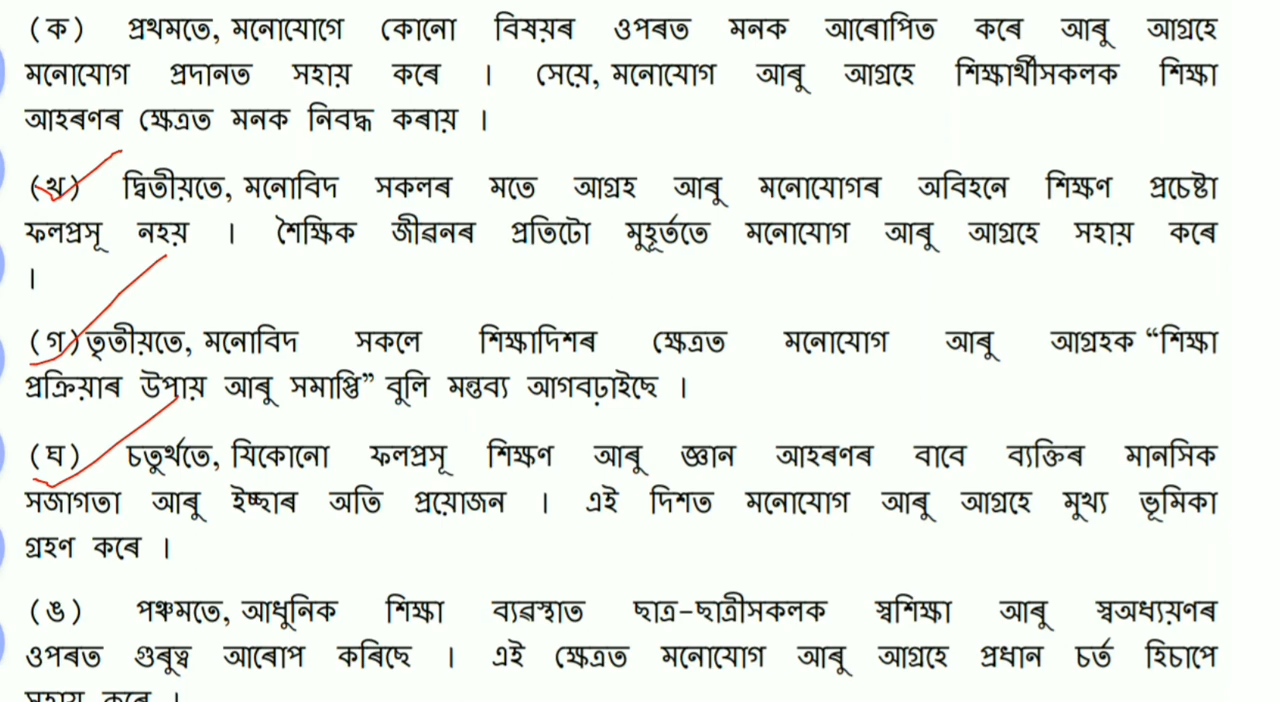 (ক) প্ৰথমতে, মনোযোগে কোনো বিষয়ৰ ওপৰত মনক আৰোপিত কৰে আৰু আগ্ৰহে
মনোযোগ প্ৰদানত সহায় কৰে ।  সেয়ে, মনোযোগ আৰু আগ্ৰহে শিক্ষাৰ্থীসকলক শিক্ষা
আহৰণৰ ক্ষেত্ৰত মনক নিবদ্ধ কৰায় ।
(খ) দ্বিতীয়তে, মনোবিদ সকলৰ মতে আগ্ৰহ আৰু মনোযোগৰ অবিহনে শিক্ষণ প্ৰচেষ্টা
ফলপ্ৰসূ নহয় । শৈক্ষিক জীৱনৰ প্ৰতিটো মুহূৰ্ততে মনোযোগ আৰু আগ্ৰহে সহায় কৰে
।
(গ) তৃতীয়তে, মনোবিদ সকলে শিক্ষাদিশৰ ক্ষেত্ৰত মনোযোগ আৰু আগ্ৰহক “শিক্ষা
প্ৰক্ৰিয়াৰ উপায় আৰু সমাপ্তি” বুলি মন্তব্য আগবঢ়াইছে ।
(ঘ) চতুৰ্থতে, যিকোনো ফলপ্ৰসূ শিক্ষণ আৰু জ্ঞান আহৰণৰ বাবে ব্যক্তিৰ মানসিক
সজাগতা আৰু ইচ্ছাৰ অতি প্ৰয়োজন । এই দিশত মনোযোগ আৰু আগ্ৰহে মুখ্য ভূমিকা
গ্ৰহণ কৰে ।
(ঙ) পঞ্চমতে, আধুনিক শিক্ষা ব্যৱস্থাত ছাত্ৰ-ছাত্ৰীসকলক স্বশিক্ষা আৰু স্বঅধ্যয়ণৰ
ওপৰত গুৰুত্ব আৰোপ কৰিছে । এই ক্ষেত্ৰত মনোযোগ আৰু আগ্ৰহে প্ৰধান চৰ্ত হিচাপে
সহায় কৰে ।